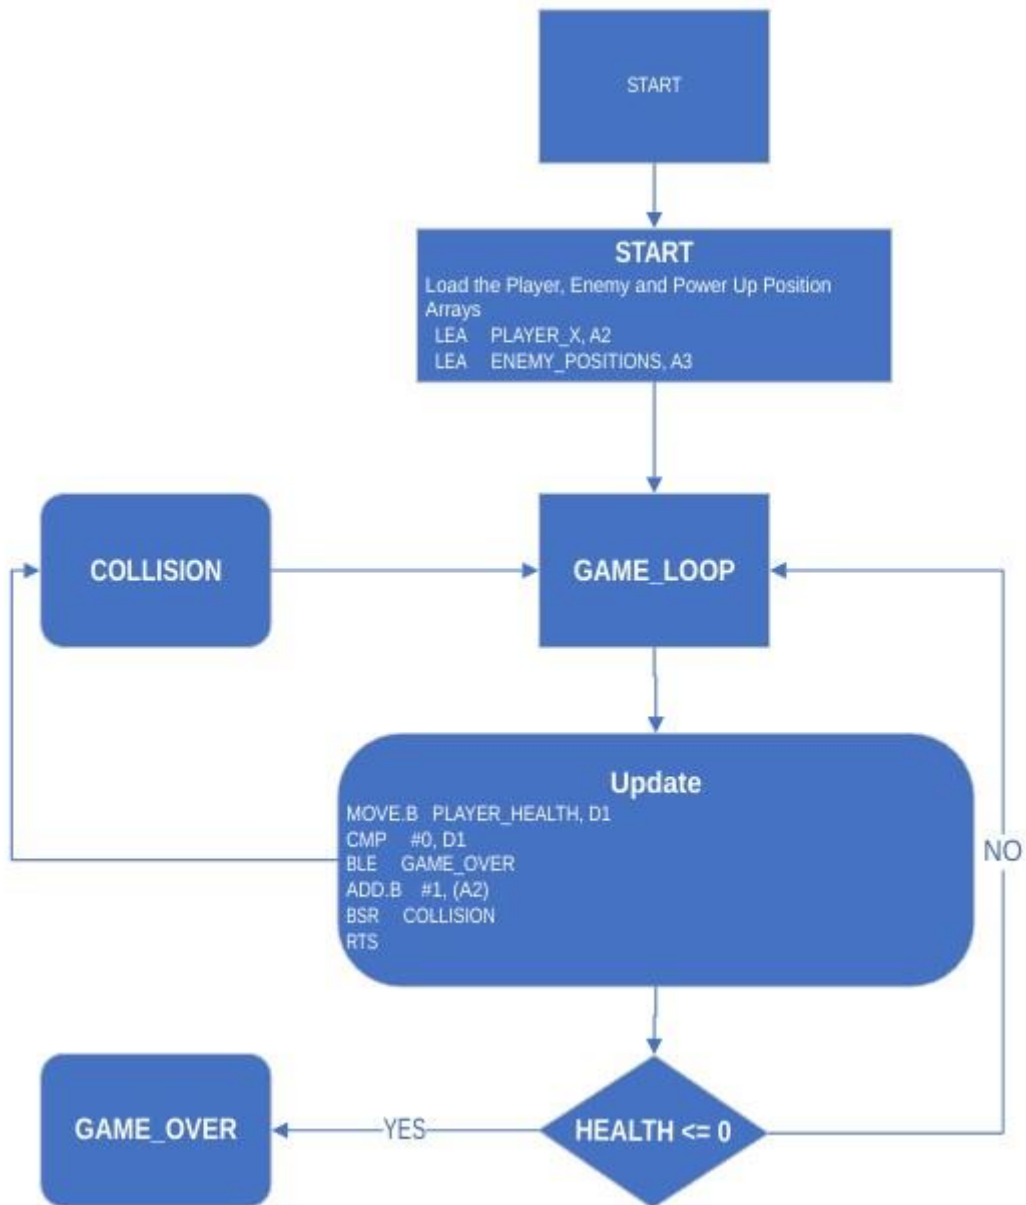 START
START
Load the Player, Enemy and Power Up Position
Arrays
LEA PLAYER_X, A2
LEA ENEMY_POSITIONS, A3
COLLISION
GAME_LOOP
Update
MOVE.B PLAYER_HEALTH, D1
CMP #0, D1
BLE GAME_OVER
ADD.B #1, (A2)
BSR COLLISION
RTS
NO
GAME_OVER
YES
HEALTH <= 0